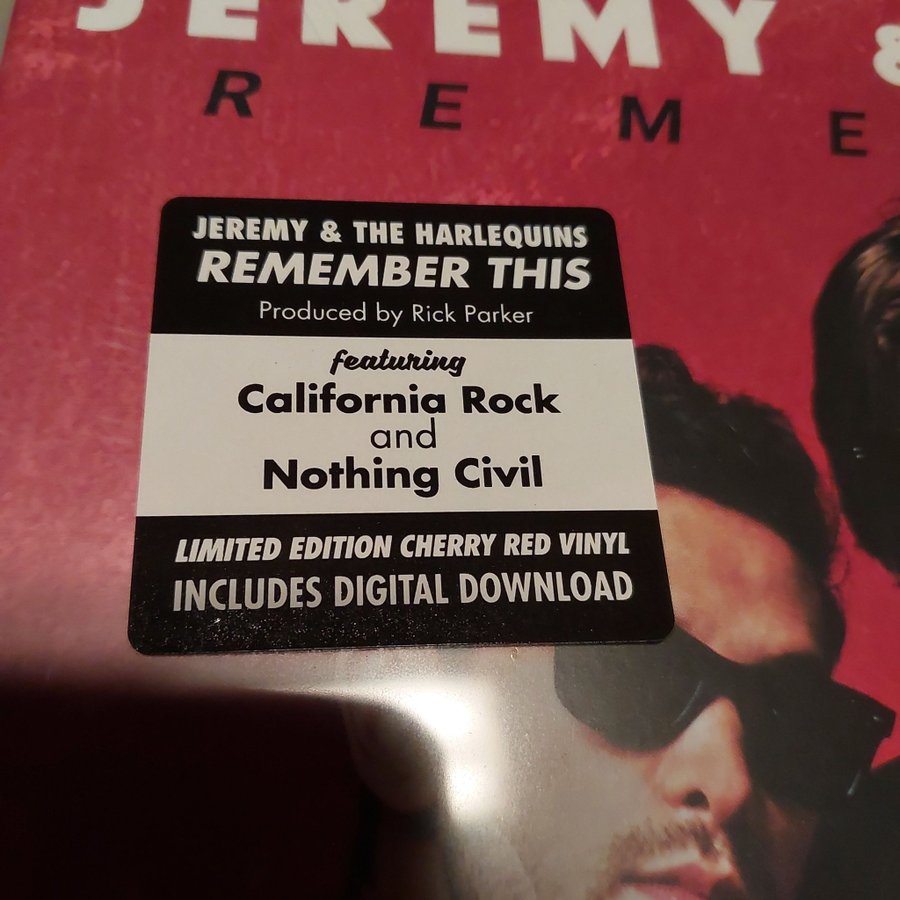 JEREMY &
REME
JEREMY & THE HARLEQUINS
REMEMBER THIS
Produced by Rick Parker
featuring
California Rock
and
Nothing Civil
LIMITED EDITION CHERRY RED VINYL
INCLUDES DIGITAL DOWNLOAD